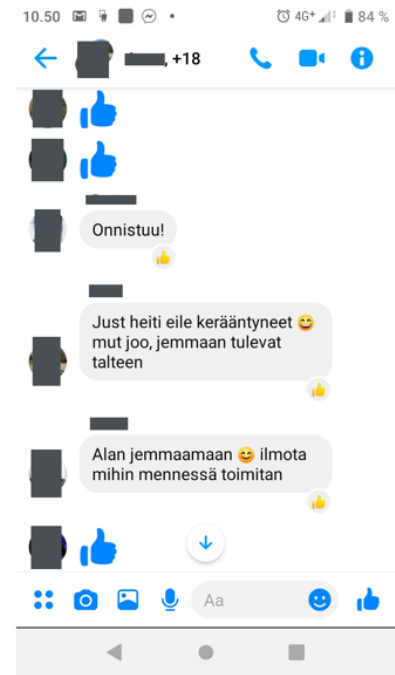 10.50 4G+ 84 %
, +18
Onnistuu!
Just heiti eile kerääntyneet 😄
mut joo, jemmaan tulevat
talteen
Alan jemmaamaan 😊 ilmota
mihin mennessä toimitan
Aa